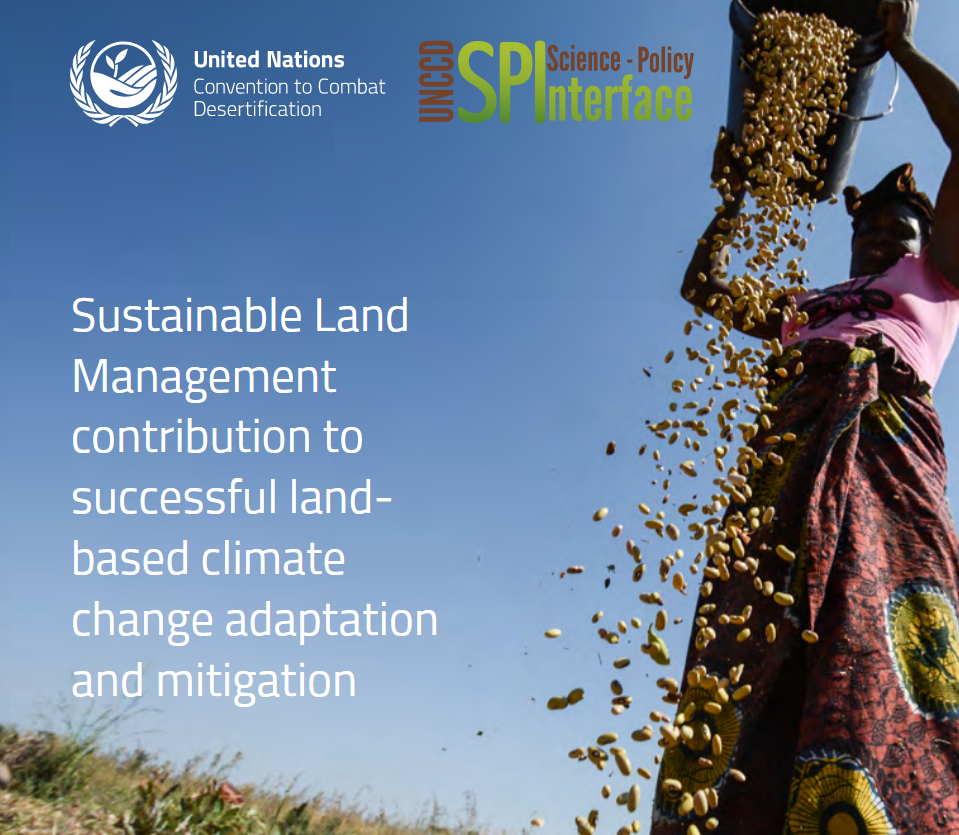 United Nations
Convention to Combat
Desertification
UNCCD
SPI
Science - Policy
nterface
Sustainable Land
Management
contribution to
successful land-
based climate
change adaptation
and mitigation